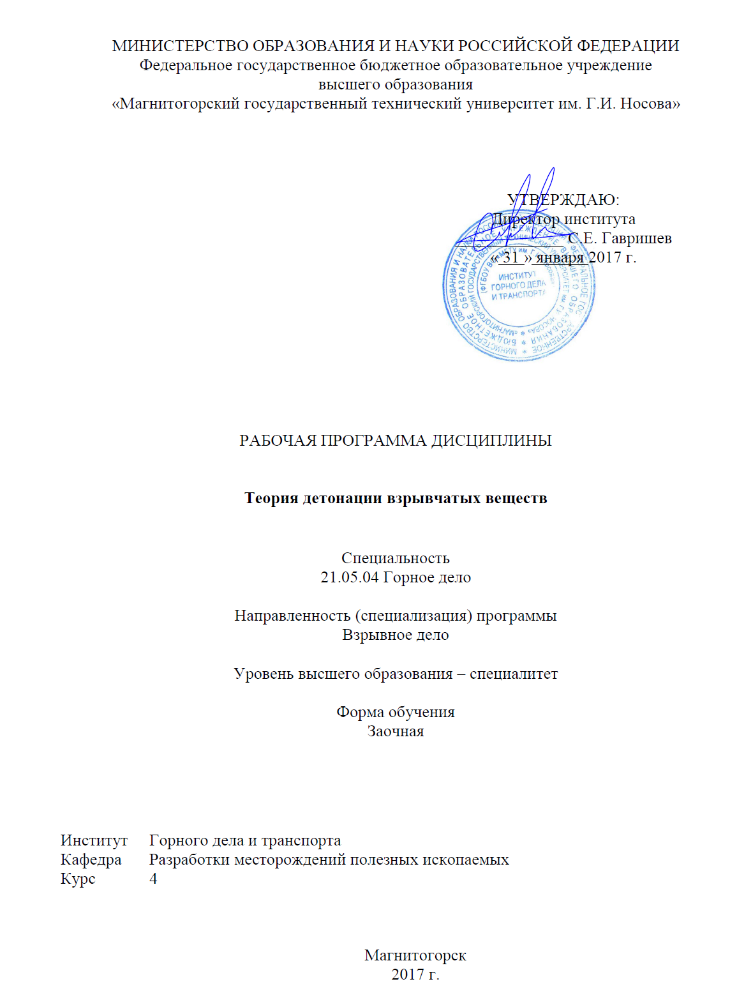 МИНИСТЕРСТВО ОБРАЗОВАНИЯ И НАУКИ РОССИЙСКОЙ ФЕДЕРАЦИИ
Федеральное государственное бюджетное образовательное учреждение
высшего образования
«Магнитогорский государственный технический университет им. Г.И. Носова»
УТВЕРЖДАЮ:
Директор института
С.Е. Гавришев
« 31 » января 2017 г.
ИНСТИТУТ
ГОРНОГО ДЕЛА
И ТРАНСПОРТА
РАБОЧАЯ ПРОГРАММА ДИСЦИПЛИНЫ
Теория детонации взрывчатых веществ
Специальность
21.05.04 Горное дело
Направленность (специализация) программы
Взрывное дело
Уровень высшего образования – специалитет
Форма обучения
Заочная
Институт Горного дела и транспорта
Кафедра Разработки месторождений полезных ископаемых
Курс 4
Магнитогорск
2017 г.